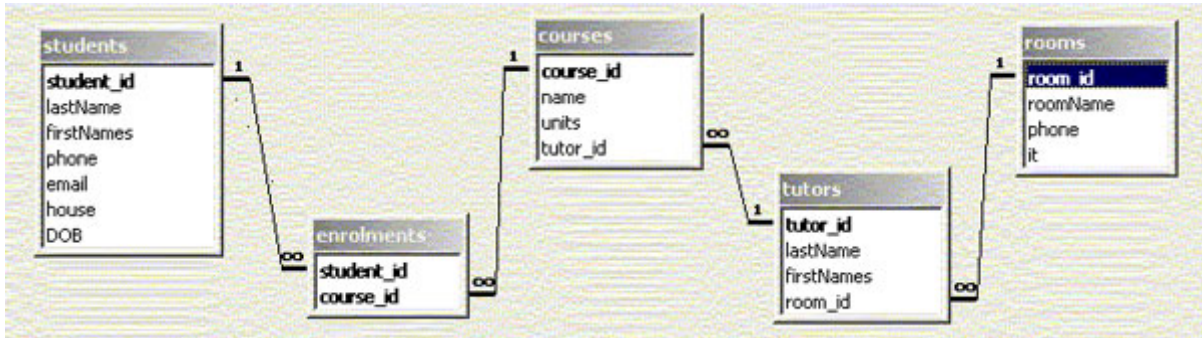 students
student_id
lastName
firstNames
phone
email
house
DOB
1
∞
enrolments
student_id
course_id
∞
1
courses
course_id
name
units
tutor_id
∞
1
tutors
tutor_id
lastName
firstNames
room_id
∞
1
rooms
room_id
roomName
phone
it